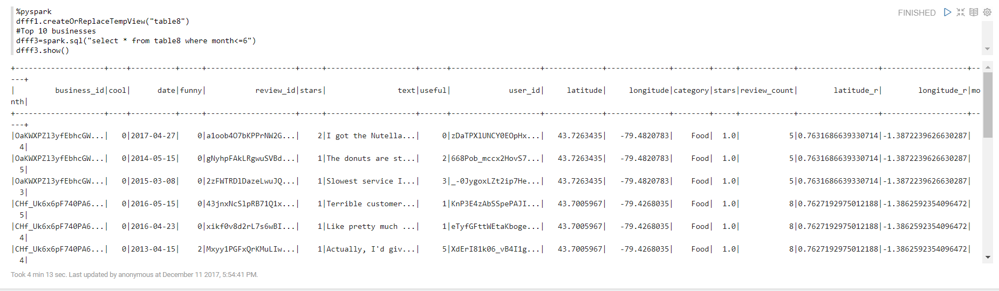 %pyspark
FINISHED
dfff1.createOrReplaceTempView("table8")
#Top 10 businesses
dfff3=spark.sql("select * from table8 where month<=6")
dfff3.show()
+--------------------+----+----------+-----+--------------------+-----+--------------------+------+--------------------+-------------+--------------+--------+-----+------------+------------------+-------------------+--
---+
|         business_id|cool|      date|funny|           review_id|stars|                text|useful|             user_id|     latitude|     longitude|category|stars|review_count|        latitude_r|        longitude_r|mo
nth|
+--------------------+----+----------+-----+--------------------+-----+--------------------+------+--------------------+-------------+--------------+--------+-----+------------+------------------+-------------------+--
---+
|OaKWXPZl3yfEbhcGW...|   0|2017-04-27|    0|a1oob4O7bKPPrNW2G...|    2|I got the Nutella...|     0|zDaTPXlUNCY0EOpHx...|   43.7263435|   -79.4820783|    Food|  1.0|           5|0.7631686639330714|-1.3872239626630287|
  4|
|OaKWXPZl3yfEbhcGW...|   0|2014-05-15|    0|gNyhpFAkLRgwuSVBd...|    1|The donuts are st...|     2|668Pob_mccx2HovS7...|   43.7263435|   -79.4820783|    Food|  1.0|           5|0.7631686639330714|-1.3872239626630287|
  5|
|OaKWXPZl3yfEbhcGW...|   0|2015-03-08|    0|2zFWTRDlDazeLwuJQ...|    1|Slowest service I...|     3|_-0JygoxLZt2ip7He...|   43.7263435|   -79.4820783|    Food|  1.0|           5|0.7631686639330714|-1.3872239626630287|
  3|
|CHf_Uk6x6pF740PA6...|   0|2016-05-15|    0|43jnxNcSlpRB71Q1x...|    1|Terrible customer...|     1|KnP3E4zAbSSpePAJI...|   43.7005967|   -79.4268035|    Food|  1.0|           8|0.7627192975012188|-1.3862592354096472|
  5|
|CHf_Uk6x6pF740PA6...|   0|2016-04-23|    0|xikf0v8d2rL7s6wBI...|    1|Like pretty much ...|     1|eTyfGFttWEtaKboge...|   43.7005967|   -79.4268035|    Food|  1.0|           8|0.7627192975012188|-1.3862592354096472|
  4|
|CHf_Uk6x6pF740PA6...|   0|2013-04-15|    2|Mxyy1PGFxQrKMuLIw...|    1|Actually, I'd giv...|     5|XdErI81k06_vB4I1g...|   43.7005967|   -79.4268035|    Food|  1.0|           8|0.7627192975012188|-1.3862592354096472|
  4|
Took 4 min 13 sec. Last updated by anonymous at December 11 2017, 5:54:41 PM.